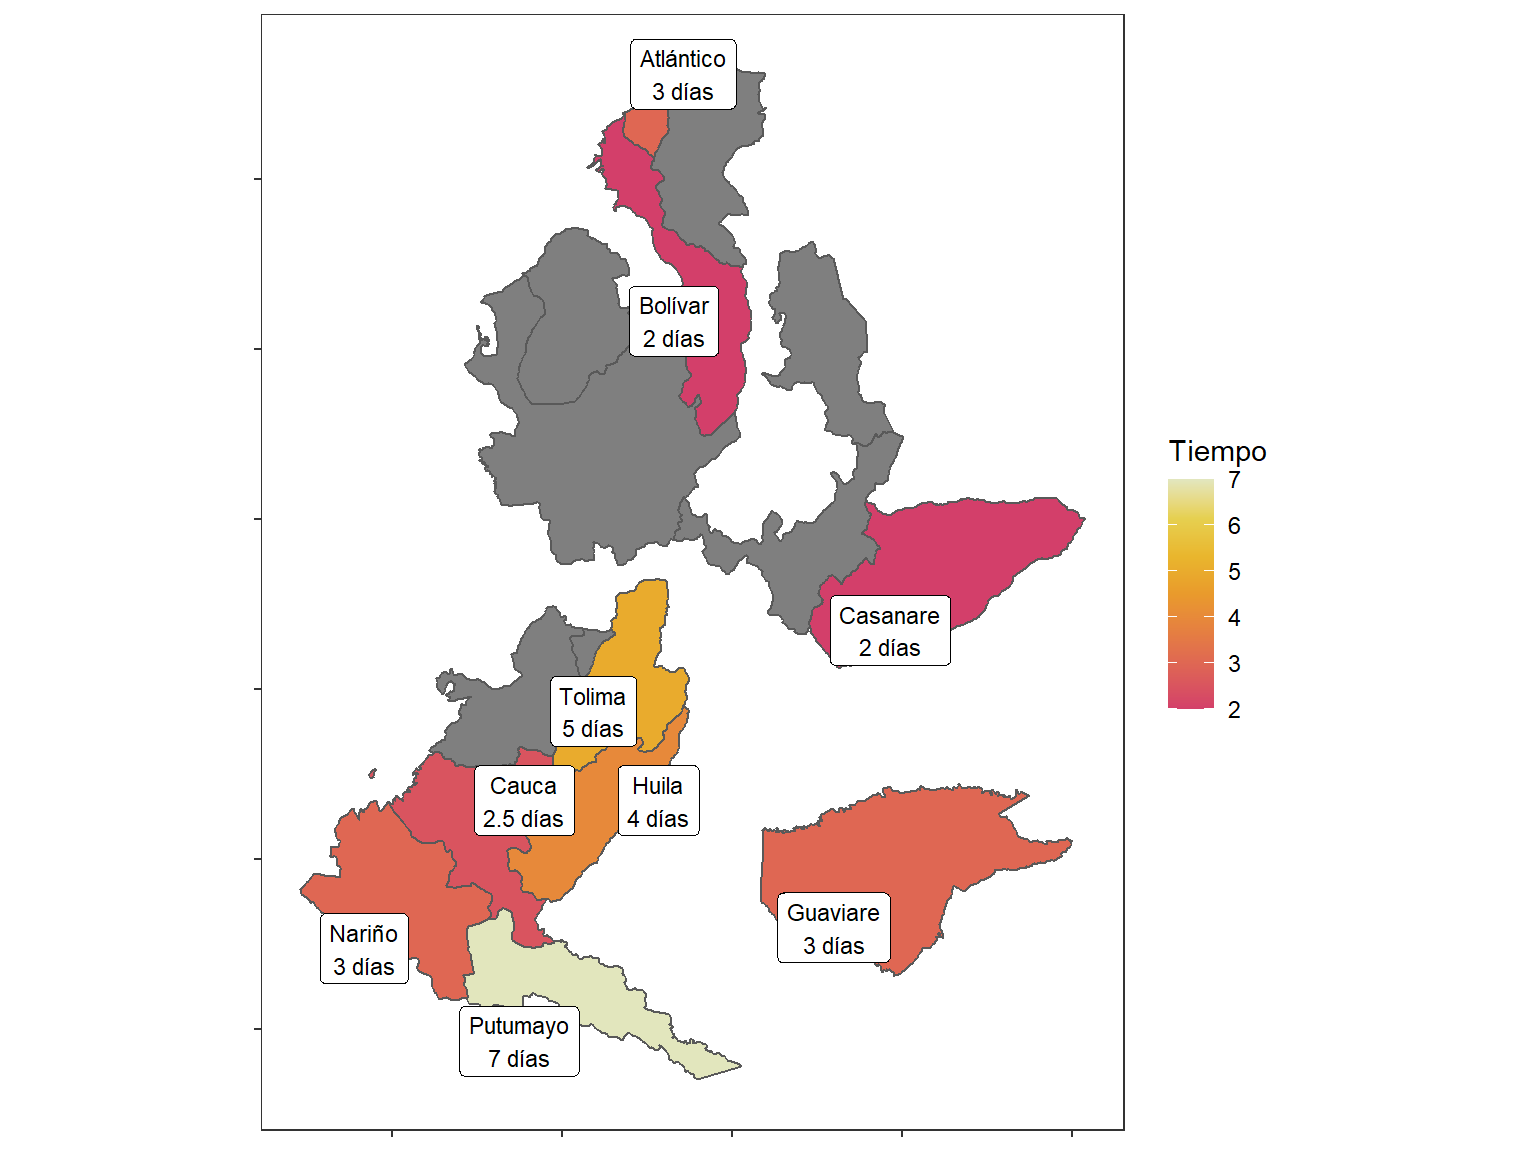 Atlántico
3 días
Bolívar
2 días
Casanare
2 días
Tolima
5 días
Cauca
2.5 días
Huila
4 días
Nariño
3 días
Guaviare
3 días
Putumayo
7 días
Tiempo
7
6
5
4
3
2